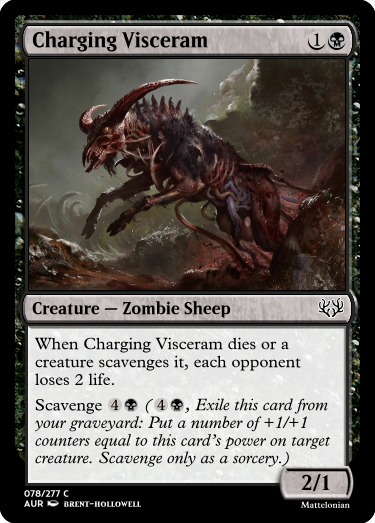 Charging Visceram 1
Creature — Zombie Sheep
When Charging Visceram dies or a
creature scavenges it, each opponent
loses 2 life.
Scavenge 4 ( 4 , Exile this card from
your graveyard: Put a number of +1/+1
counters equal to this card's power on target
creature. Scavenge only as a sorcery.)
2/1
078/277 C
AUR BRENT-HOLLOWELL
Mattelonian